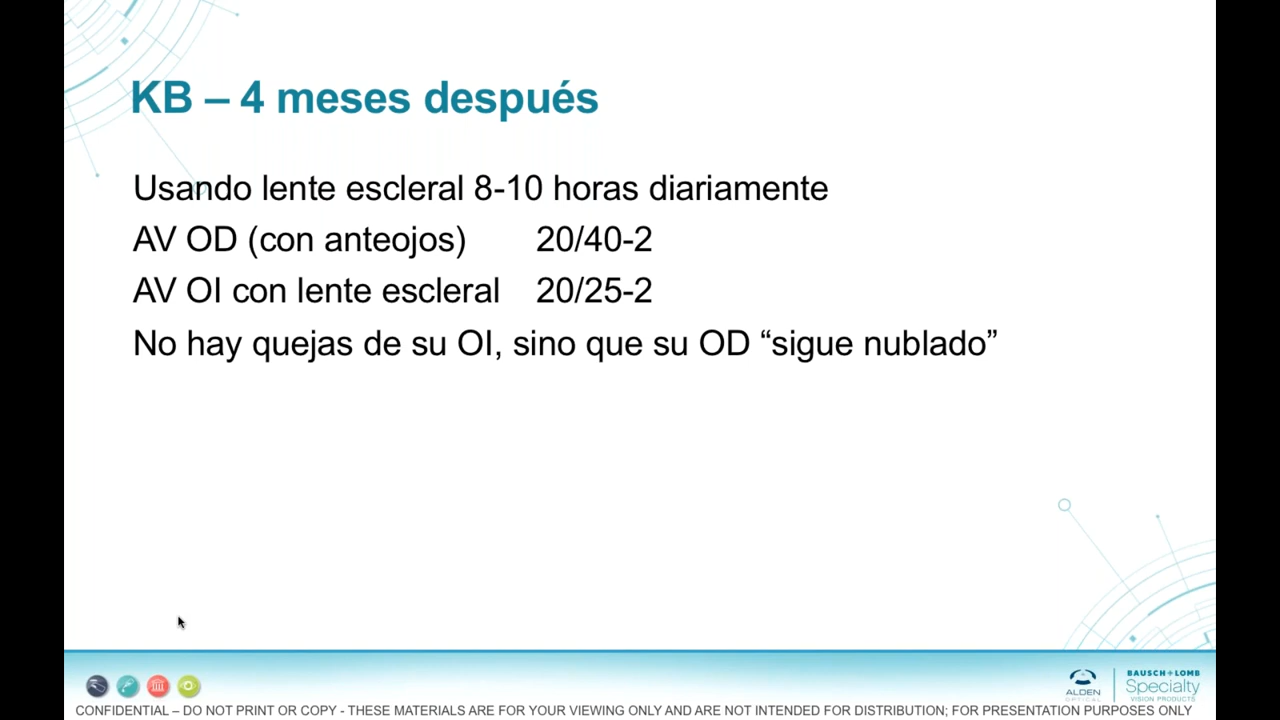 KB – 4 meses después
Usando lente escleral 8-10 horas diariamente
AV OD (con anteojos) 20/40-2
AV OI con lente escleral 20/25-2
No hay quejas de su OI, sino que su OD “sigue nublado”
ALDEN
OPTICAL
BAUSCH + LOMB
Specialty
VISION PRODUCTS
CONFIDENTIAL – DO NOT PRINT OR COPY - THESE MATERIALS ARE FOR YOUR VIEWING ONLY AND ARE NOT INTENDED FOR DISTRIBUTION; FOR PRESENTATION PURPOSES ONLY